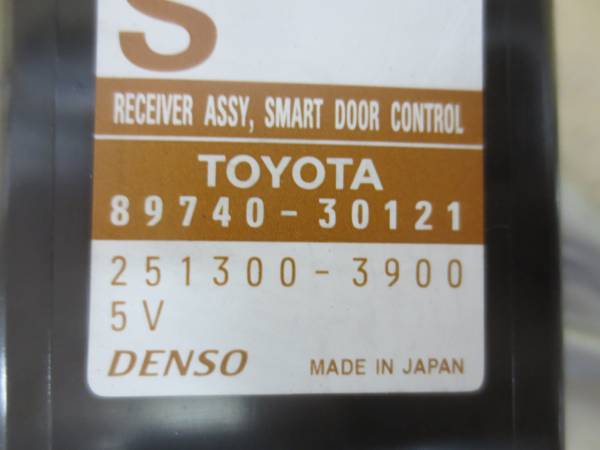 S
RECEIVER ASSY, SMART DOOR CONTROL
TOYOTA
89740-30121
251300-3900
5V
DENSO MADE IN JAPAN